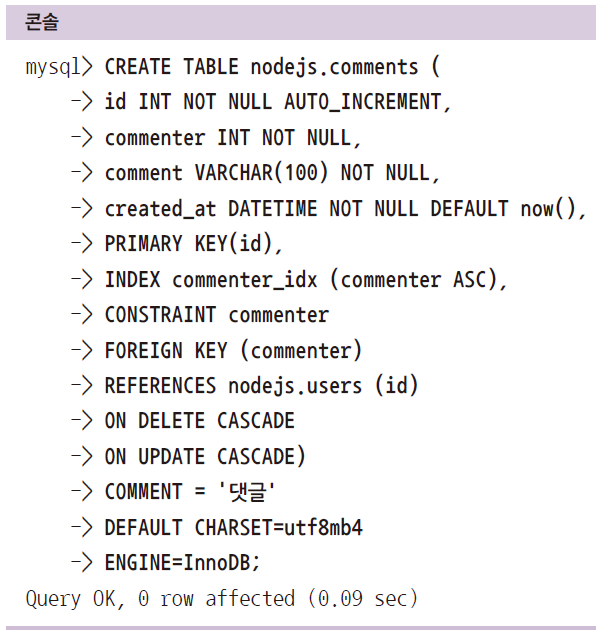 콘솔
mysql> CREATE TABLE nodejs.comments (
-> id INT NOT NULL AUTO_INCREMENT,
-> commenter INT NOT NULL,
-> comment VARCHAR(100) NOT NULL,
-> created_at DATETIME NOT NULL DEFAULT now(),
-> PRIMARY KEY(id),
-> INDEX commenter_idx (commenter ASC),
-> CONSTRAINT commenter
-> FOREIGN KEY (commenter)
-> REFERENCES nodejs.users (id)
-> ON DELETE CASCADE
-> ON UPDATE CASCADE)
-> COMMENT = '댓글'
-> DEFAULT CHARSET=utf8mb4
-> ENGINE=InnoDB;
Query OK, 0 row affected (0.09 sec)